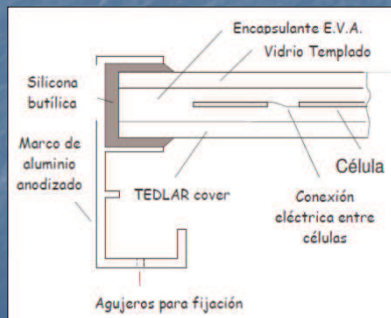 Encapsulante E.V.A.
Vidrio Templado
Silicona
butílica
Marco de
aluminio
anodizado
Célula
TEDLAR cover
Conexión
eléctrica entre
células
Agujeros para fijación